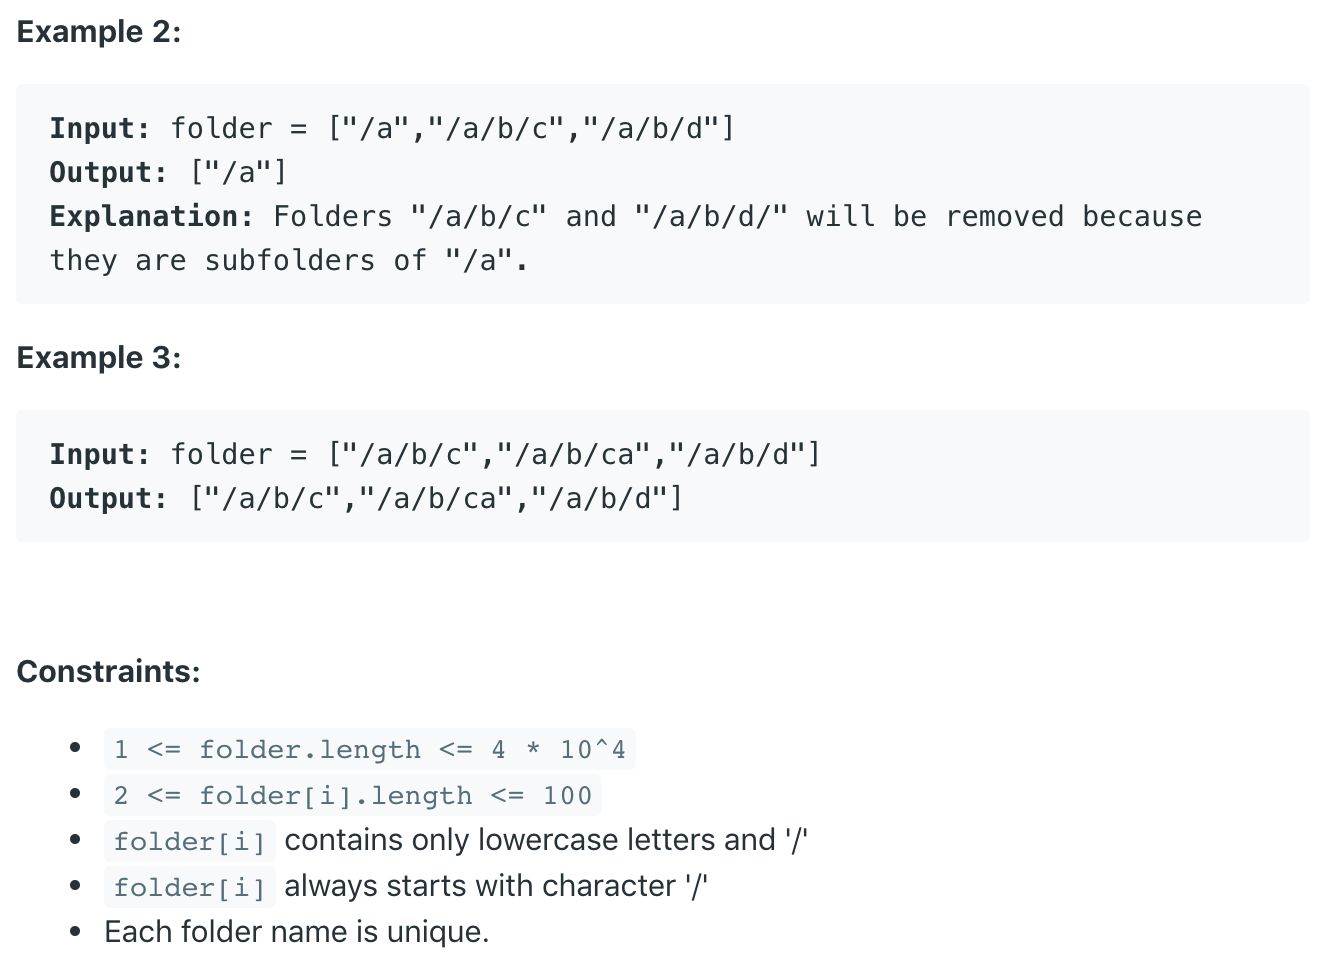 Example 2:
Input: folder = ["/a","/a/b/c","/a/b/d"]
Output: ["/a"]
Explanation: Folders "/a/b/c" and "/a/b/d/" will be removed because
they are subfolders of "/a".
Example 3:
Input: folder = ["/a/b/c","/a/b/ca","/a/b/d"]
Output: ["/a/b/c","/a/b/ca","/a/b/d"]
Constraints:
• 1 <= folder.length <= 4 * 10^4
• 2 <= folder[i].length <= 100
• folder[i] contains only lowercase letters and '/'
• folder[i] always starts with character '/'
• Each folder name is unique.